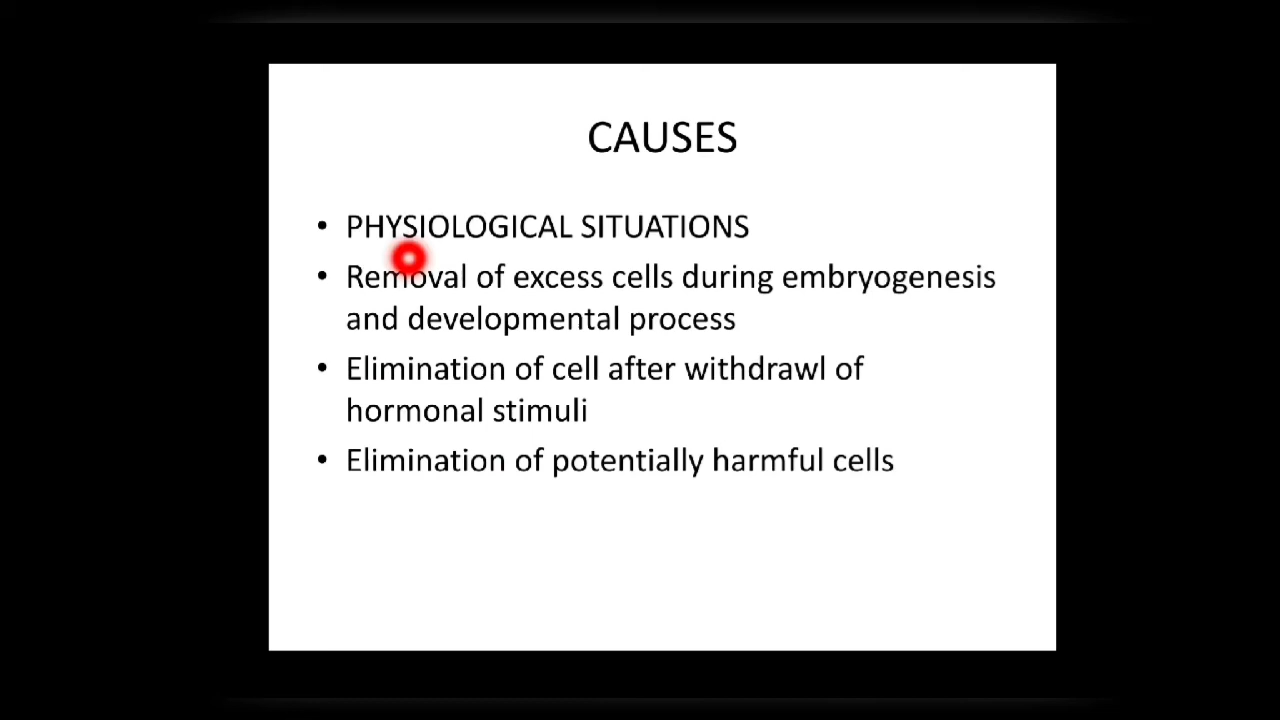 CAUSES
• PHYSIOLOGICAL SITUATIONS
• Removal of excess cells during embryogenesis
and developmental process
• Elimination of cell after withdrawl of
hormonal stimuli
• Elimination of potentially harmful cells